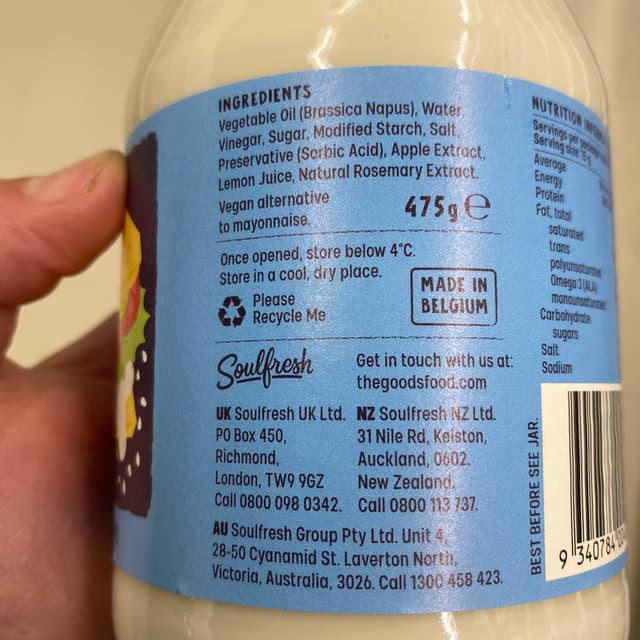 INGREDIENTS
Vegetable Oil (Brassica Napus), Water,
Vinegar, Sugar, Modified Starch, Salt,
Preservative (Sorbic Acid), Apple Extract,
Lemon Juice, Natural Rosemary Extract.
Vegan alternative
to mayonnaise.
475g e
Once opened, store below 4°C.
Store in a cool, dry place.
Please
Recycle Me
MADE IN
BELGIUM
Soulfresh
Get in touch with us at:
thegoodsfood.com
UK Soulfresh UK Ltd.
PO Box 450,
Richmond,
London, TW9 9GZ
Call 0800 098 0342.
NZ Soulfresh NZ Ltd.
31 Nile Rd, Kelston,
Auckland, 0602.
New Zealand.
Call 0800 113 737.
AU Soulfresh Group Pty Ltd. Unit 4,
28-50 Cyanamid St. Laverton North,
Victoria, Australia, 3026. Call 1300 458 423.
NUTRITION
Servings per
Serving size: 15 g
Average
Energy
Protein
Fat, total
saturated
trans
polyunsaturated
Omega 3 (ALA)
monounsaturated
Carbohydrate
sugars
Salt
Sodium
BEST BEFORE SEE JAR.
9 340784